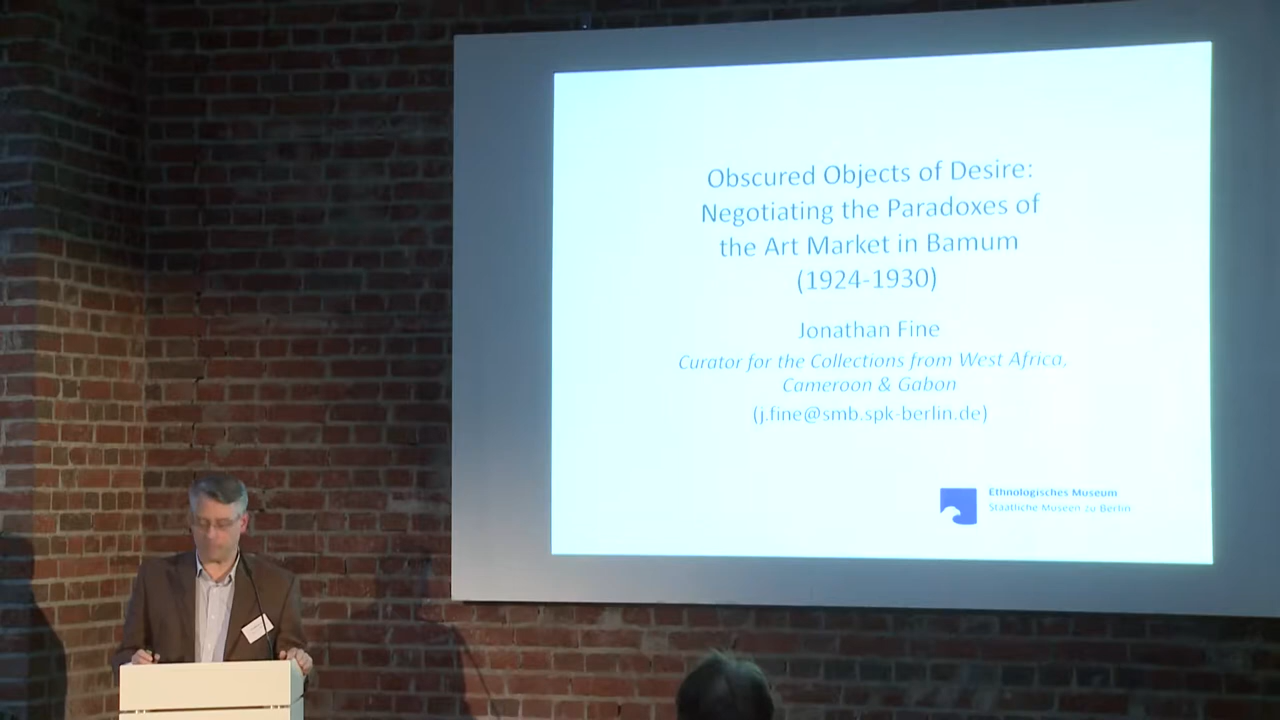 Obscured Objects of Desire:
Negotiating the Paradoxes of
the Art Market in Bamum
(1924-1930)
Jonathan Fine
Curator for the Collections from West Africa,
Cameroon & Gabon
(j.fine@smb.spk-berlin.de)
Ethnologisches Museum
Staatliche Museen zu Berlin